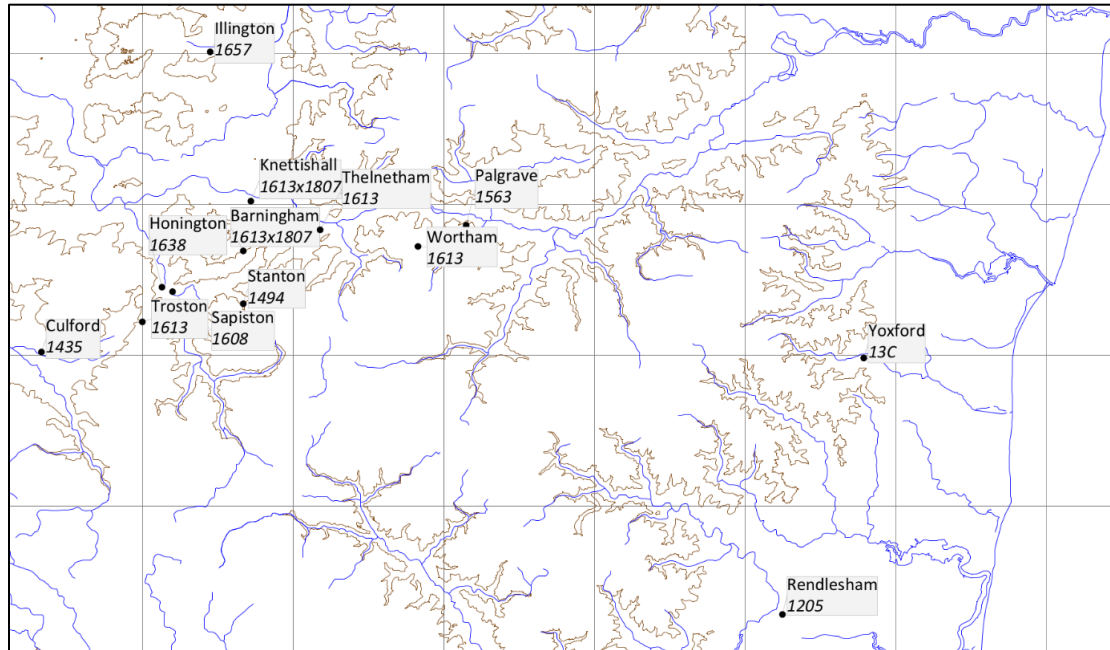 Illington
1657
Knettishall
1613x1807
Thelnetham
1613
Palgrave
1563
Honington
1638
Barningham
1613x1807
Wortham
1613
Stanton
1494
Troston
1613
Sapiston
1608
Culford
1435
Yoxford
13C
Rendlesham
1205